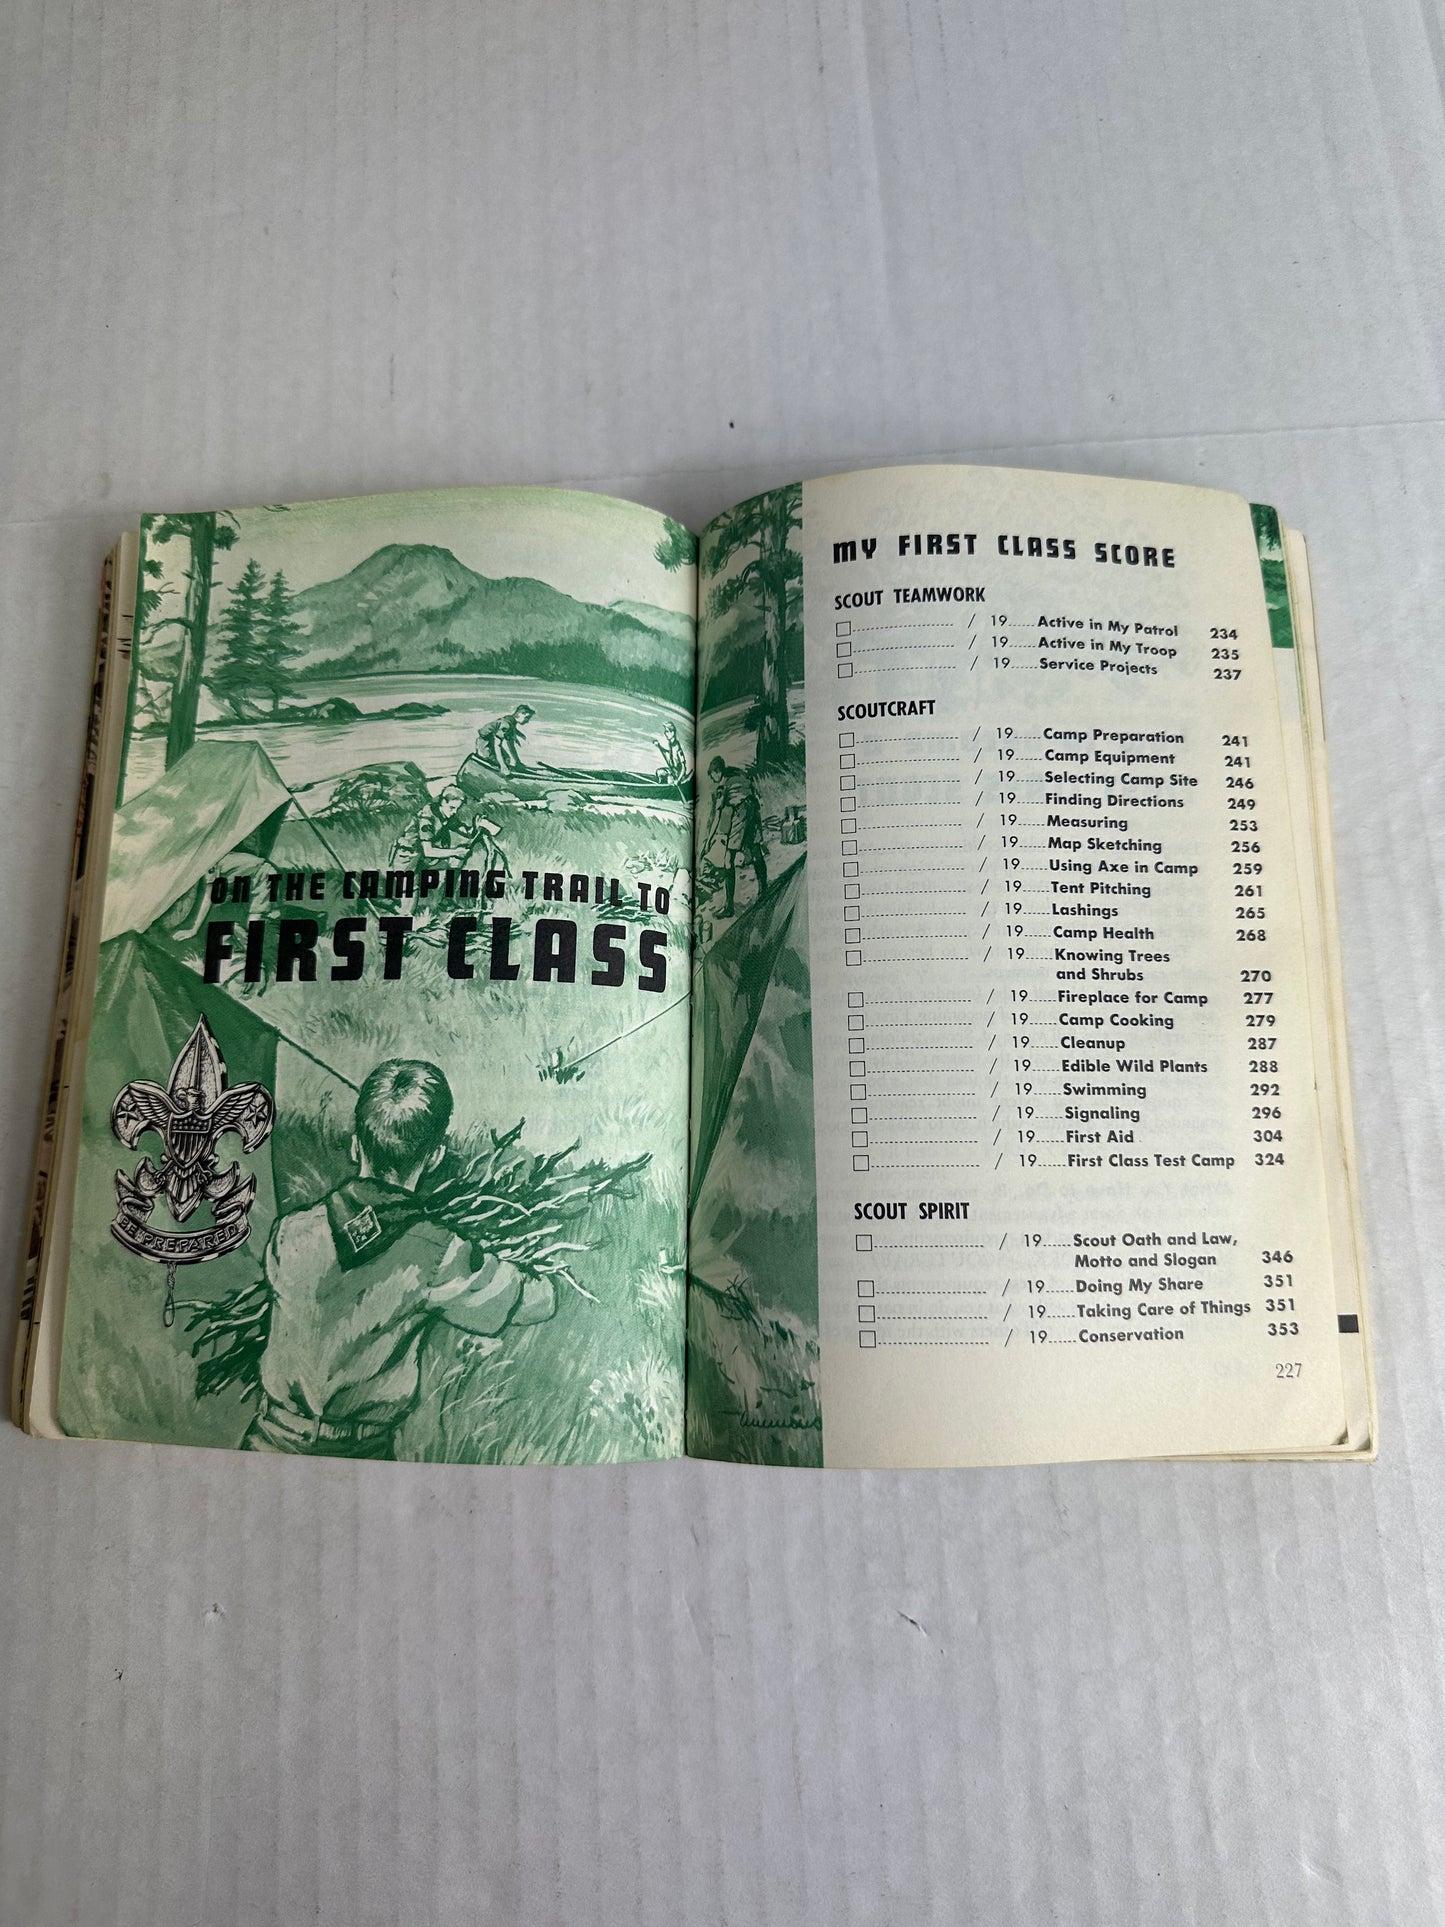 ON THE CAMPING TRAIL TO
FIRST CLASS
BE PREPARED
MY FIRST CLASS SCORE
SCOUT TEAMWORK
/ 19...... Active in My Patrol 234
/ 19...... Active in My Troop 235
/ 19...... Service Projects 237
SCOUTCRAFT
/ 19...... Camp Preparation 241
/ 19...... Camp Equipment 241
/ 19...... Selecting Camp Site 246
/ 19...... Finding Directions 249
/ 19...... Measuring 253
/ 19...... Map Sketching 256
/ 19...... Using Axe in Camp 259
/ 19...... Tent Pitching 261
/ 19...... Lashings 265
/ 19...... Camp Health 268
/ 19...... Knowing Trees
and Shrubs 270
/ 19...... Fireplace for Camp 277
/ 19...... Camp Cooking 279
/ 19...... Cleanup 287
/ 19...... Edible Wild Plants 288
/ 19...... Swimming 292
/ 19...... Signaling 296
/ 19...... First Aid 304
/ 19...... First Class Test Camp 324
SCOUT SPIRIT
/ 19...... Scout Oath and Law,
Motto and Slogan 346
/ 19...... Doing My Share 351
/ 19...... Taking Care of Things 351
/ 19...... Conservation 353
227